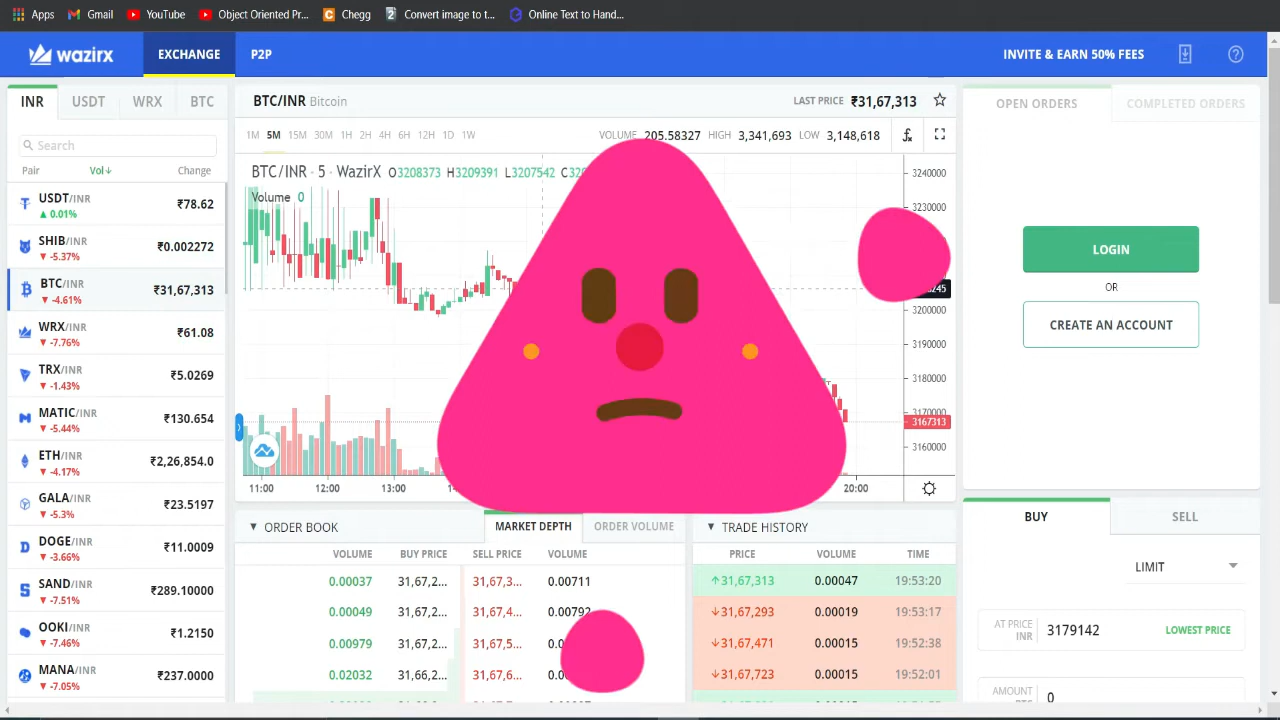 Apps Gmail YouTube Object Oriented Pr... Chegg Convert image to t... Online Text to Hand...
wazirx EXCHANGE P2P INVITE & EARN 50% FEES
INR USDT WRX BTC
Search
Pair Vol↓ Change
USDT/INR ₹78.62
▲ 0.01%
SHIB/INR ₹0.002272
▼ -5.37%
BTC/INR ₹31,67,313
▼ -4.61%
WRX/INR ₹61.08
▼ -7.76%
TRX/INR ₹5.0269
▼ -1.43%
MATIC/INR ₹130.654
▼ -5.44%
ETH/INR ₹2,26,854.0
▼ -4.17%
GALA/INR ₹23.5197
▼ -5.3%
DOGE/INR ₹11.0009
▼ -3.66%
SAND/INR ₹289.10000
▼ -7.51%
OOKI/INR ₹1.2150
▼ -7.46%
MANA/INR ₹237.0000
▼ -7.05%
BTC/INR Bitcoin LAST PRICE ₹31,67,313
1M 5M 15M 30M 1H 2H 4H 6H 12H 1D 1W VOLUME 205.58327 HIGH 3,341,693 LOW 3,148,618
BTC/INR · 5 · WazirX O3208373 H3209391 L3207542
Volume 0
3240000
3230000
3200000
3190000
3180000
3170000
3167313
3160000
11:00 12:00 13:00 20:00
▼ ORDER BOOK MARKET DEPTH ORDER VOLUME
VOLUME BUY PRICE SELL PRICE VOLUME
0.00037 31,67,2... 31,67,3... 0.00711
0.00049 31,67,2... 31,67,4... 0.00792
0.00979 31,67,2... 31,67,5...
0.02032 31,66,2... 31,67,6...
▼ TRADE HISTORY
PRICE VOLUME TIME
↑31,67,313 0.00047 19:53:20
↓31,67,293 0.00019 19:53:17
↓31,67,471 0.00015 19:52:38
↓31,67,723 0.00015 19:52:01
OPEN ORDERS COMPLETED ORDERS
LOGIN
OR
CREATE AN ACCOUNT
BUY SELL
LIMIT
AT PRICE
INR 3179142 LOWEST PRICE
AMOUNT 0